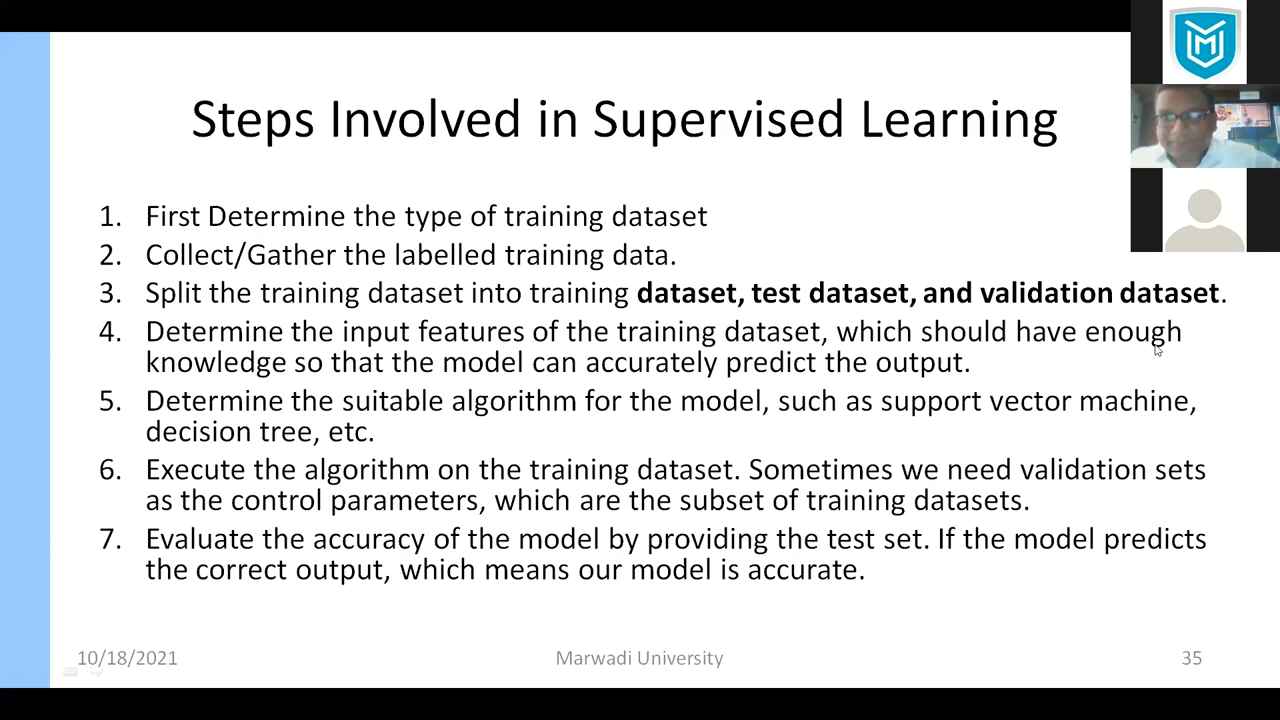 Steps Involved in Supervised Learning
1. First Determine the type of training dataset
2. Collect/Gather the labelled training data.
3. Split the training dataset into training dataset, test dataset, and validation dataset.
4. Determine the input features of the training dataset, which should have enough
knowledge so that the model can accurately predict the output.
5. Determine the suitable algorithm for the model, such as support vector machine,
decision tree, etc.
6. Execute the algorithm on the training dataset. Sometimes we need validation sets
as the control parameters, which are the subset of training datasets.
7. Evaluate the accuracy of the model by providing the test set. If the model predicts
the correct output, which means our model is accurate.
10/18/2021 Marwadi University 35